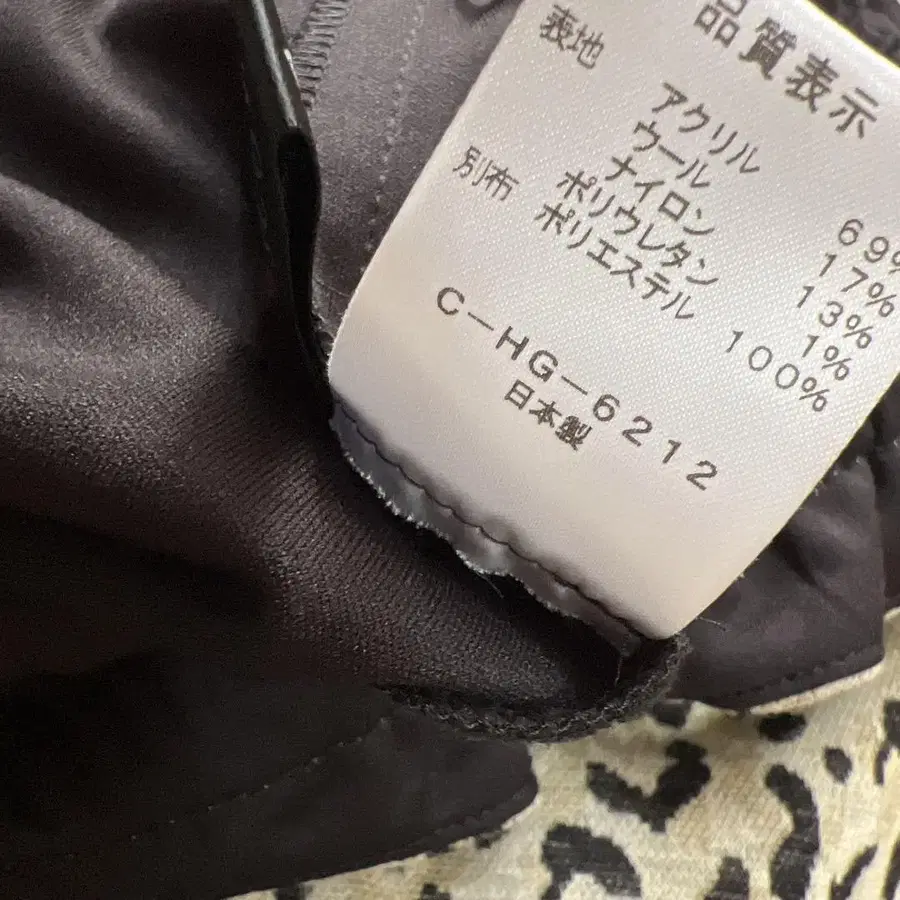 品質表示
表地
アクリル 69%
ウール 17%
ナイロン 13%
ポリウレタン 1%
別布 ポリエステル 100%
C-HG-6212
日本製